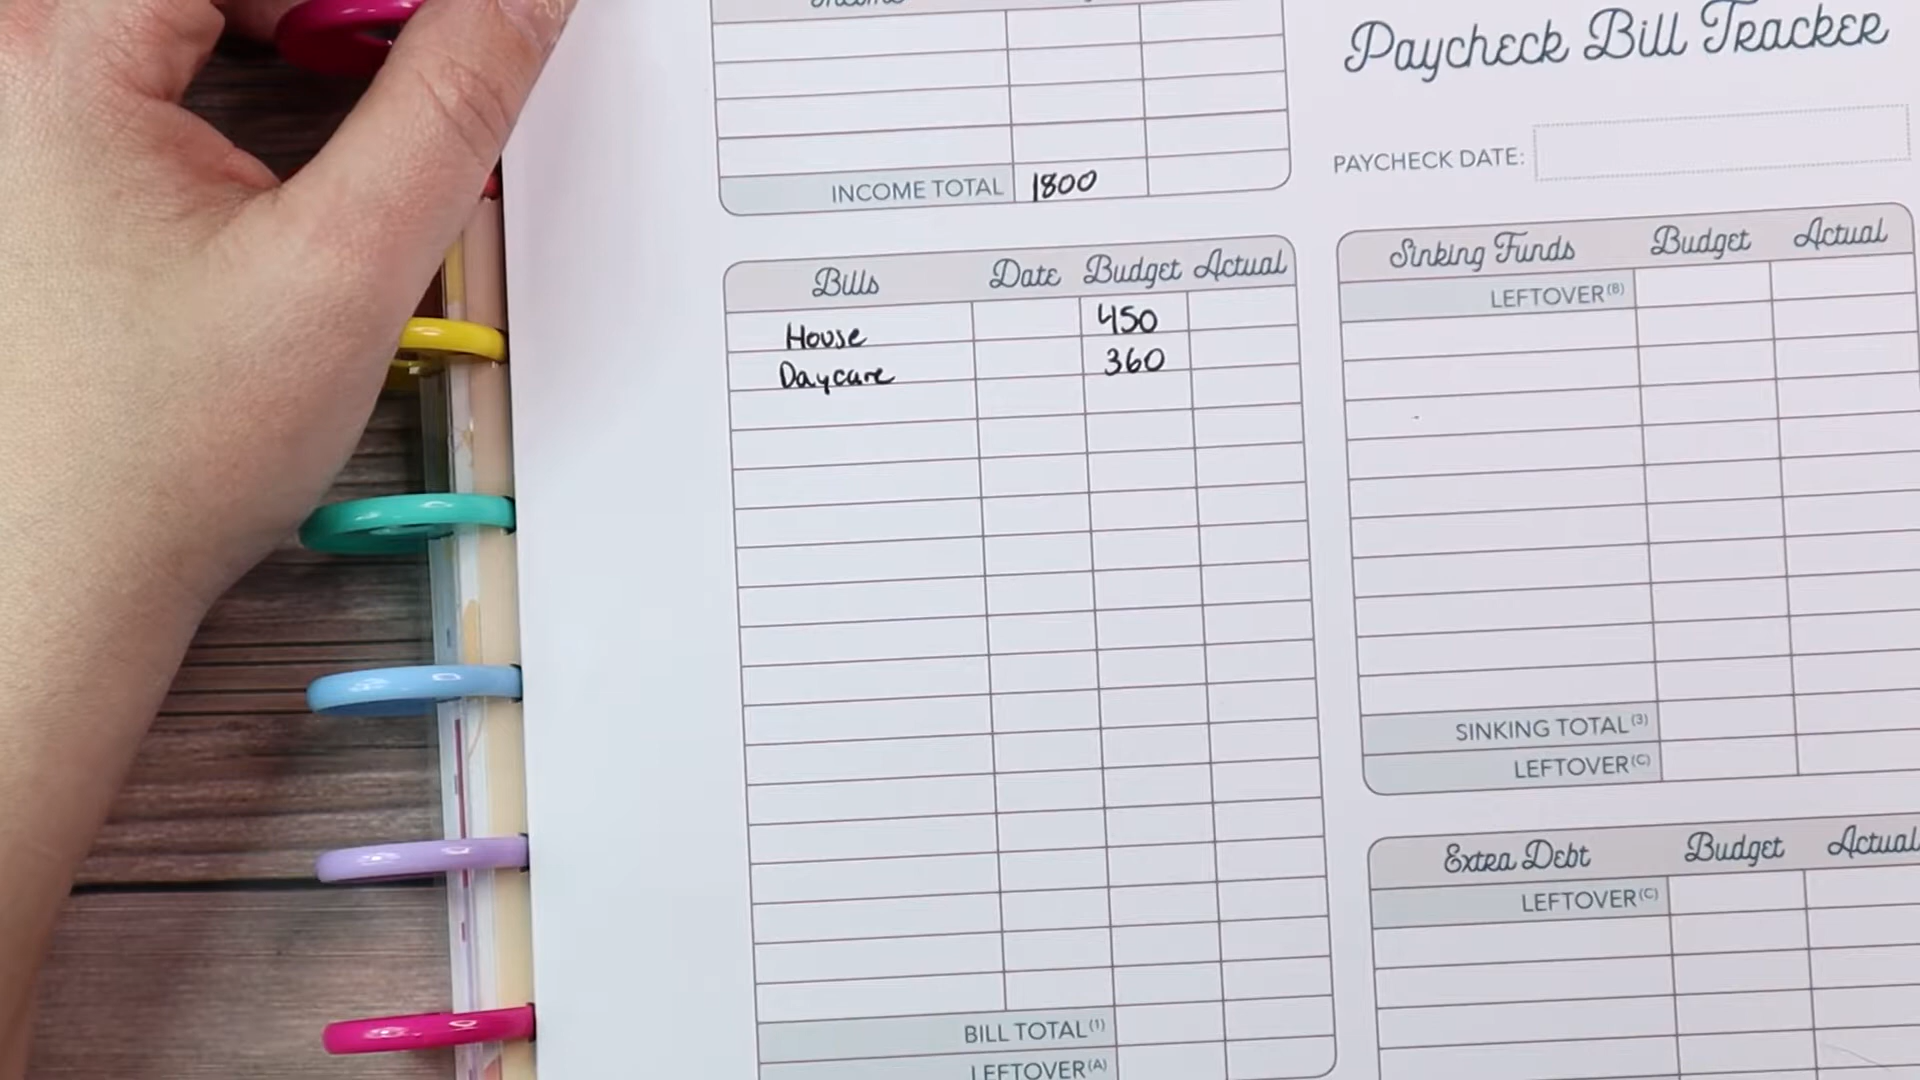 Income
INCOME TOTAL 1800
Bills Date Budget Actual
House 450
Daycare 360
BILL TOTAL (1)
LEFTOVER (A)
Paycheck Bill Tracker
PAYCHECK DATE:
Sinking Funds Budget Actual
LEFTOVER (B)
SINKING TOTAL (3)
LEFTOVER (C)
Extra Debt Budget Actual
LEFTOVER (C)